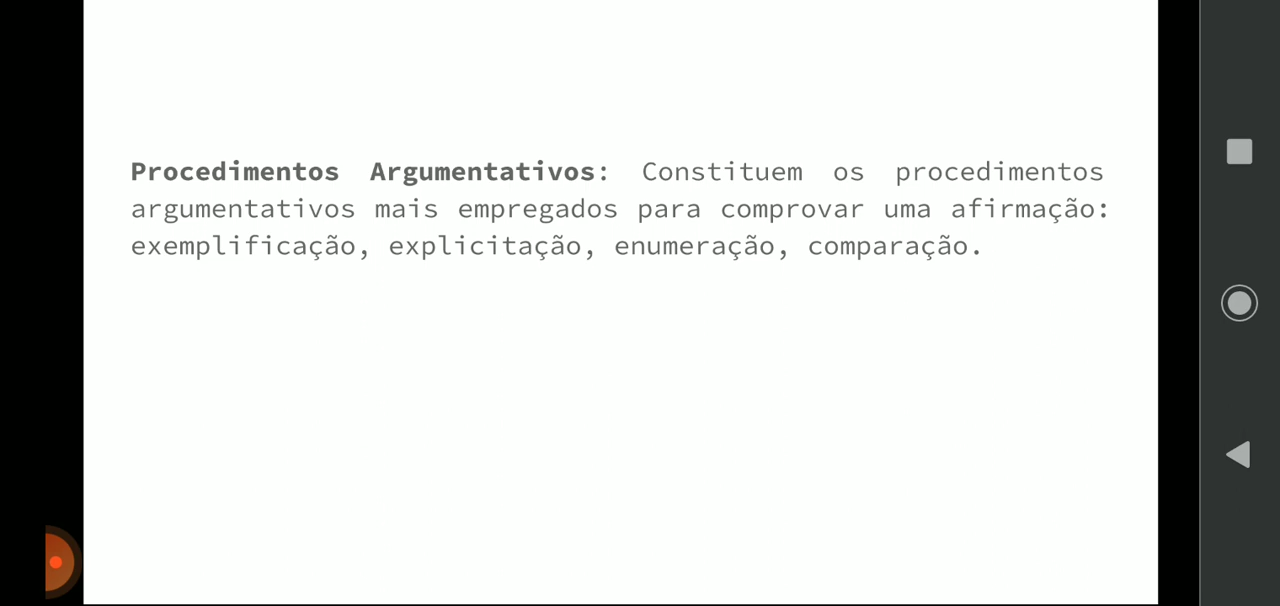 Procedimentos Argumentativos: Constituem os procedimentos
argumentativos mais empregados para comprovar uma afirmação:
exemplificação, explicitação, enumeração, comparação.